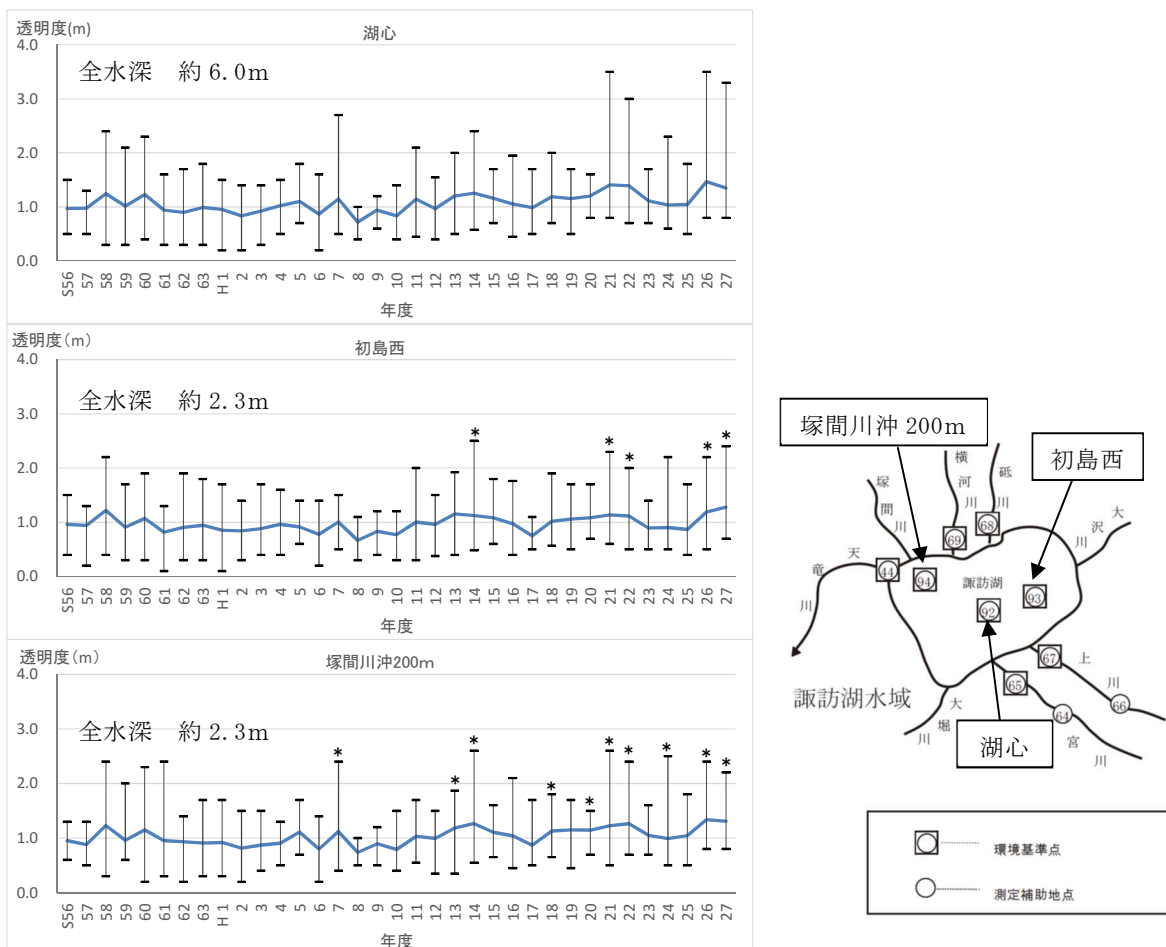 透明度(m)
湖心
全水深 約 6.0m
4.0
3.0
2.0
1.0
0.0
S56 57 58 59 60 61 62 63 H 1 2 3 4 5 6 7 8 9 10 11 12 13 14 15 16 17 18 19 20 21 22 23 24 25 26 27
年度
透明度(m)
初島西
全水深 約 2.3m
4.0
3.0
2.0
1.0
0.0
* * * * *
S56 57 58 59 60 61 62 63 H 1 2 3 4 5 6 7 8 9 10 11 12 13 14 15 16 17 18 19 20 21 22 23 24 25 26 27
年度
透明度(m)
塚間川沖200m
全水深 約 2.3m
4.0
3.0
2.0
1.0
0.0
* * * * * * * * * *
S56 57 58 59 60 61 62 63 H 1 2 3 4 5 6 7 8 9 10 11 12 13 14 15 16 17 18 19 20 21 22 23 24 25 26 27
年度
塚間川沖 200m
初島西
湖心
塚間川
横河川
砥川
大沢川
天竜川
諏訪湖
上川
宮川
大堀川
諏訪湖水域
44
94
69
68
92
93
67
65
64
66
環境基準点
測定補助地点